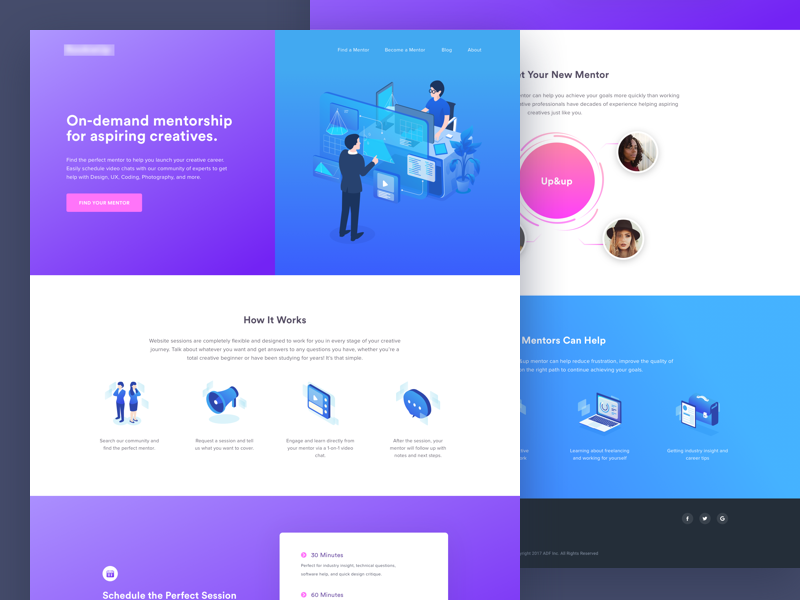 Find a Mentor
Become a Mentor
Blog
About
On-demand mentorship
for aspiring creatives.
Find the perfect mentor to help you launch your creative career.
Easily schedule video chats with our community of experts to get
help with Design, UX, Coding, Photography, and more.
FIND YOUR MENTOR
How It Works
Website sessions are completely flexible and designed to work for you in every stage of your creative
journey. Talk about whatever you want and get answers to any questions you have, whether you're a
total creative beginner or have been studying for years! It's that simple.
Search our community and
find the perfect mentor.
Request a session and tell
us what you want to cover.
Engage and learn directly from
your mentor via a 1-on-1 video
chat.
After the session, your
mentor will follow up with
notes and next steps.
Schedule the Perfect Session
30 Minutes
Perfect for industry insight, technical questions,
software help, and quick design critique.
60 Minutes
Your New Mentor
can help you achieve your goals more quickly than working
professionals have decades of experience helping aspiring
creatives just like you.
Up&up
Mentors Can Help
mentor can help reduce frustration, improve the quality of
the right path to continue achieving your goals.
Learning about freelancing
and working for yourself
Getting industry insight and
career tips.
f
G
2017 XDF Inc. All Rights Reserved